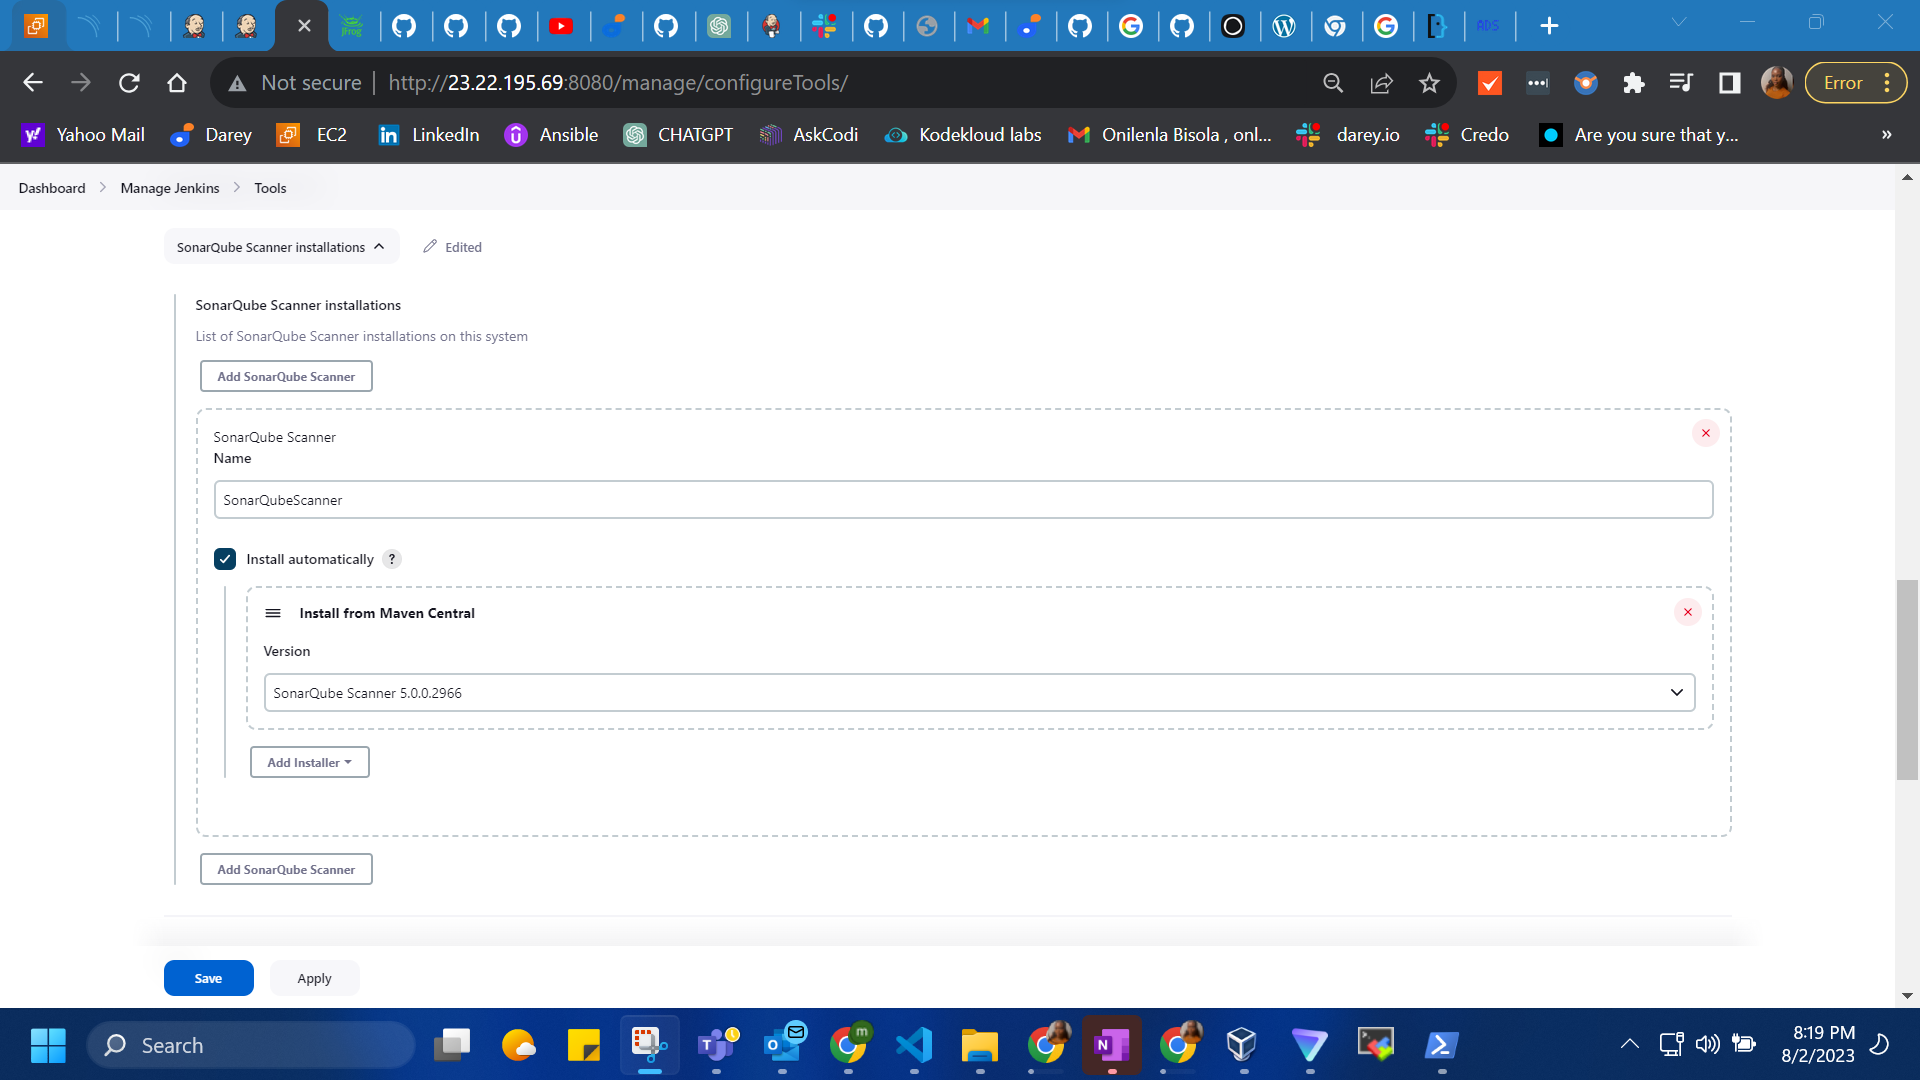 JFrog
ADS
Not secure
http://23.22.195.69:8080/manage/configureTools/
Error
Yahoo Mail
Darey
EC2
LinkedIn
Ansible
CHATGPT
AskCodi
Kodekloud labs
Onilenla Bisola , onl...
darey.io
Credo
Are you sure that y...
»
Dashboard
Manage Jenkins
Tools
SonarQube Scanner installations
Edited
SonarQube Scanner installations
List of SonarQube Scanner installations on this system
Add SonarQube Scanner
SonarQube Scanner
Name
SonarQubeScanner
Install automatically ?
Install from Maven Central
Version
SonarQube Scanner 5.0.0.2966
Add Installer
Add SonarQube Scanner
Save
Apply
Search
m
8:19 PM
8/2/2023